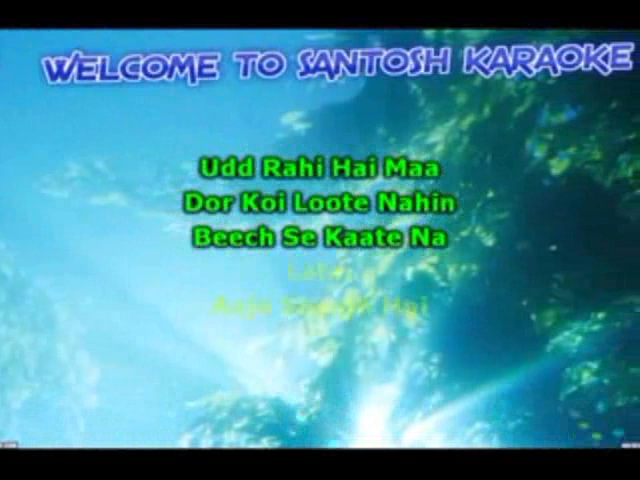 WELCOME TO SANTOSH KARAOKE
Udd Rahi Hai Maa
Dor Koi Loote Nahin
Beech Se Kaate Na